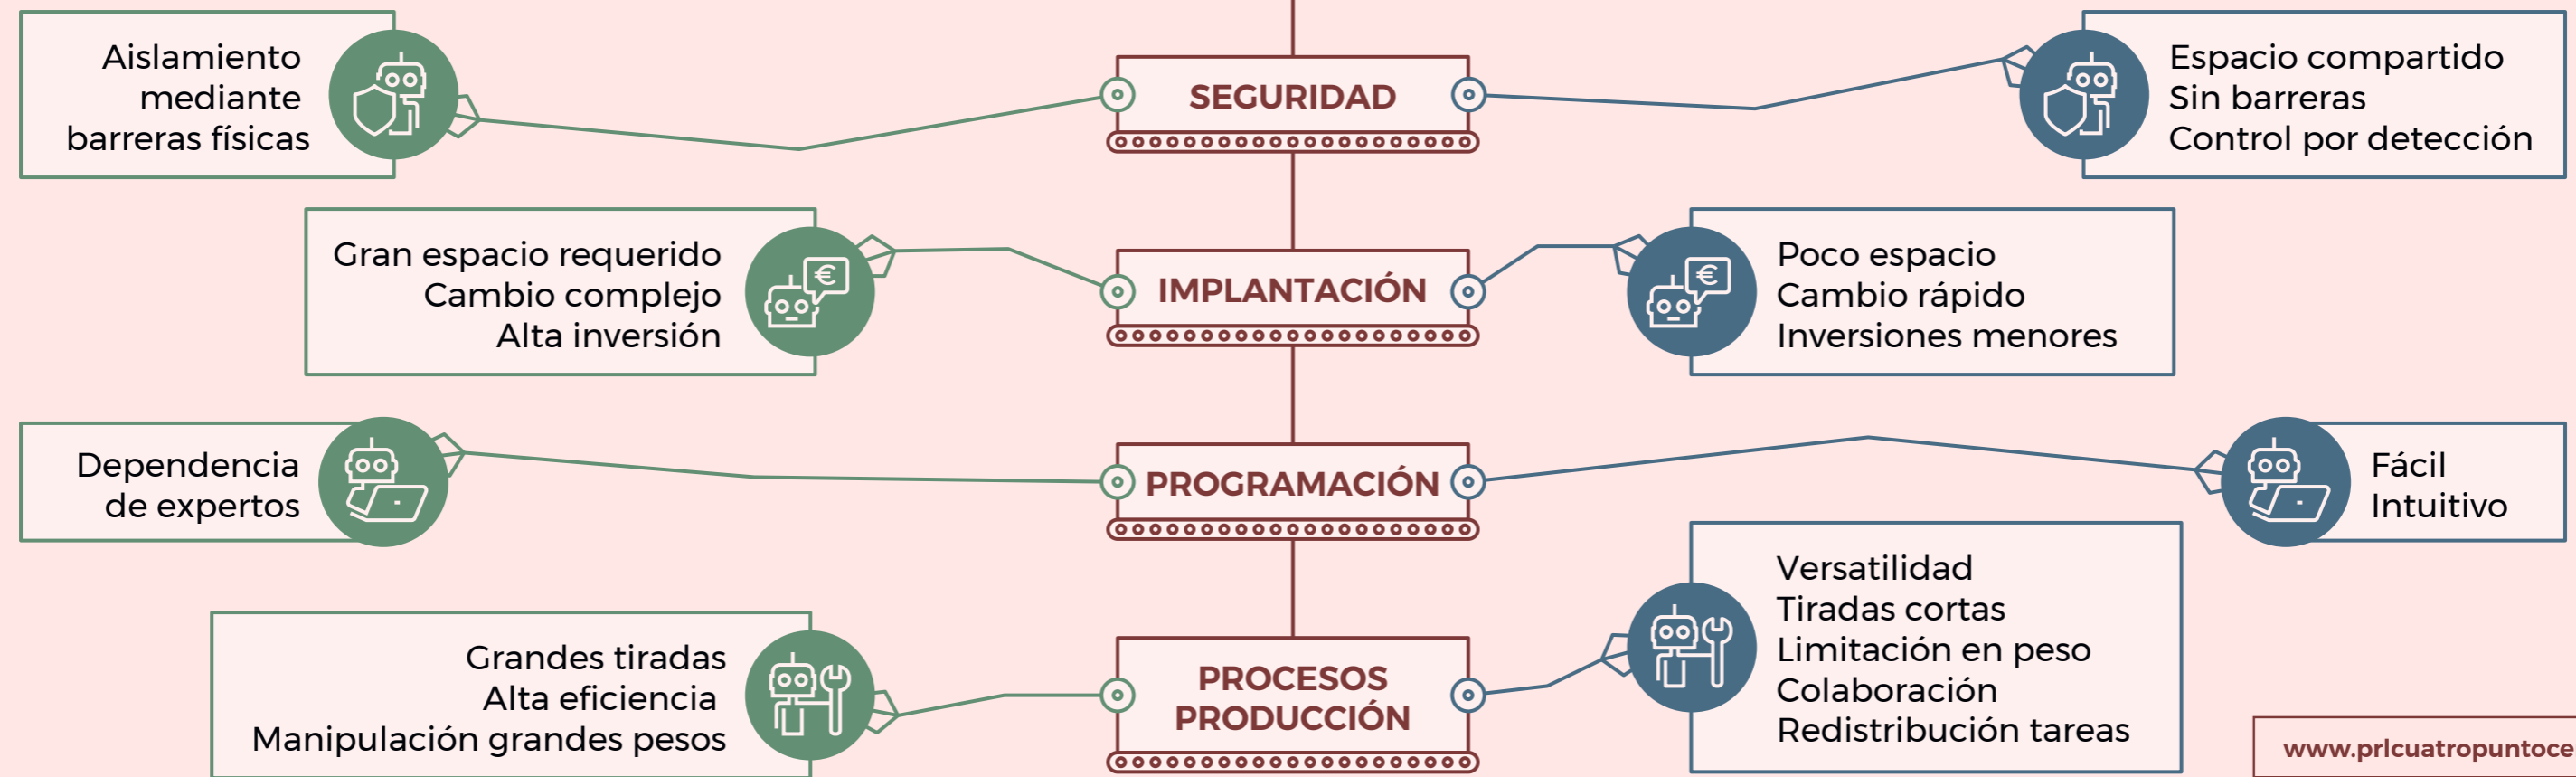 Aislamiento
mediante
barreras físicas
SEGURIDAD
Espacio compartido
Sin barreras
Control por detección
Gran espacio requerido
Cambio complejo
Alta inversión
€
IMPLANTACIÓN
€
Poco espacio
Cambio rápido
Inversiones menores
Dependencia
de expertos
PROGRAMACIÓN
Fácil
Intuitivo
Grandes tiradas
Alta eficiencia
Manipulación grandes pesos
PROCESOS
PRODUCCIÓN
Versatilidad
Tiradas cortas
Limitación en peso
Colaboración
Redistribución tareas
www.prlcuatropuntoce